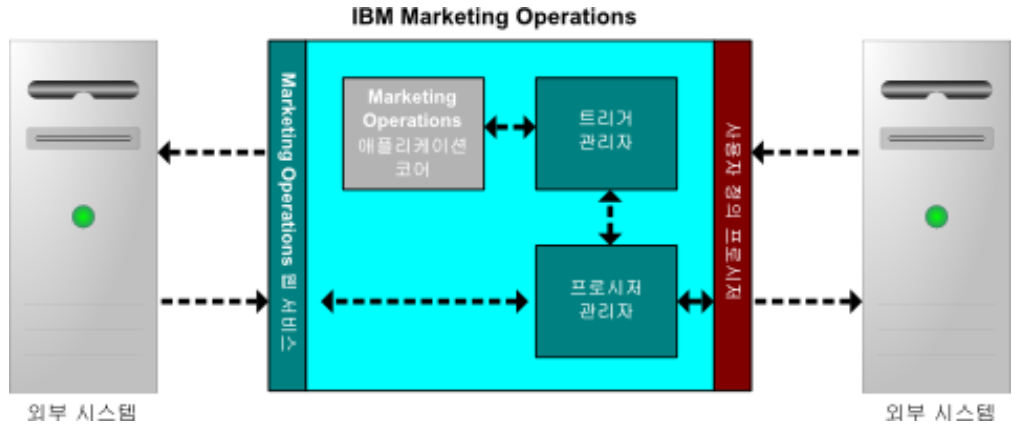 IBM Marketing Operations
Marketing Operations 웹 서비스
Marketing
Operations
애플리케이션
코어
트리거
관리자
프로시저
관리자
사용자 정의 프로시저
외부 시스템
외부 시스템